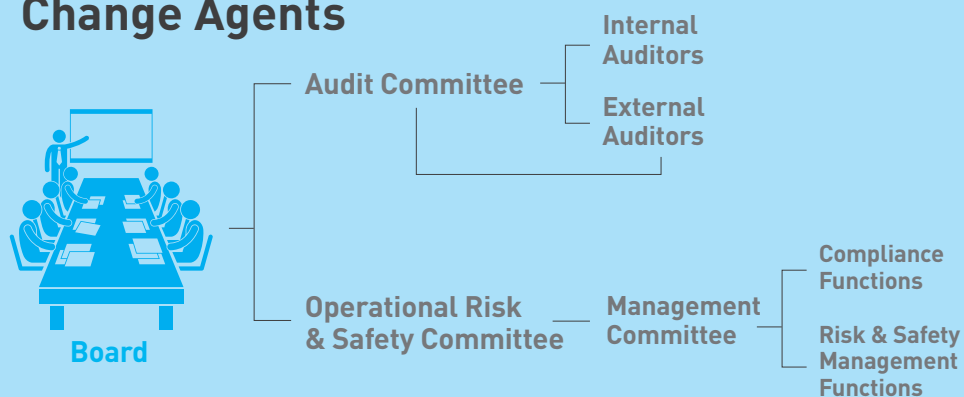 Change Agents
Internal
Auditors
Audit Committee
External
Auditors
Board
Operational Risk
& Safety Committee
Management
Committee
Compliance
Functions
Risk & Safety
Management
Functions